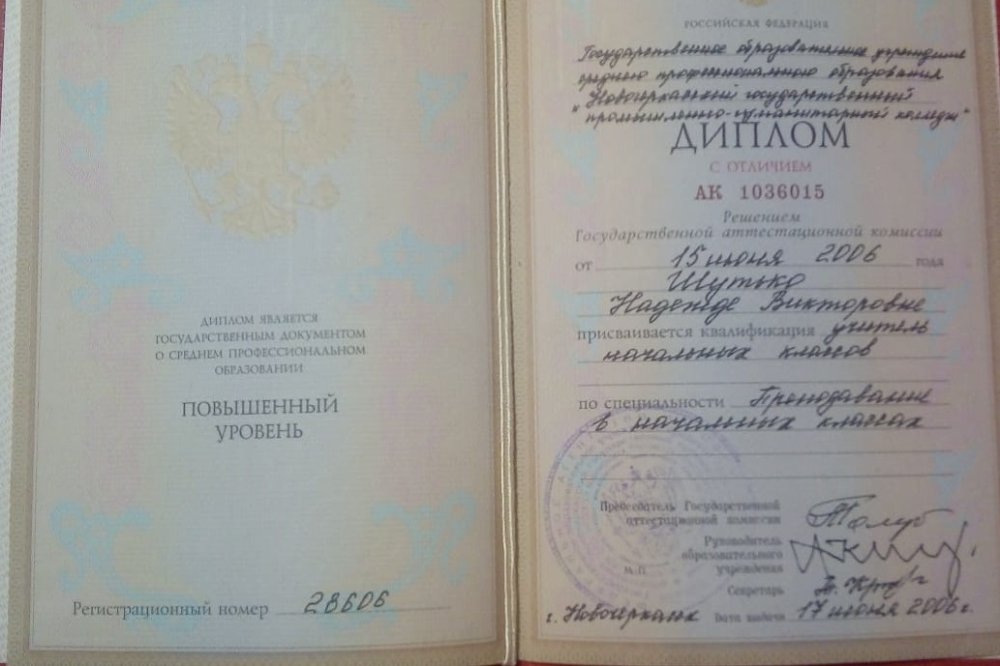 ДИПЛОМ ЯВЛЯЕТСЯ
ГОСУДАРСТВЕННЫМ ДОКУМЕНТОМ
О СРЕДНЕМ ПРОФЕССИОНАЛЬНОМ
ОБРАЗОВАНИИ
ПОВЫШЕННЫЙ
УРОВЕНЬ
Регистрационный номер 28606
РОССИЙСКАЯ ФЕДЕРАЦИЯ
Государственное образовательное учреждение
среднего профессионального образования
"Новочеркасский государственный
промышленно-гуманитарный колледж"
ДИПЛОМ
С ОТЛИЧИЕМ
АК 1036015
Решением
Государственной аттестационной комиссии
от 15 июня 2006 года
Шутько
Надежде Викторовне
присваивается квалификация учитель
начальных классов
по специальности Преподавание
в начальных классах
Председатель Государственной
аттестационной комиссии
Руководитель
образовательного
учреждения
М.П.
Секретарь
г. Новочеркасск Дата выдачи 17 июня 2006 г.